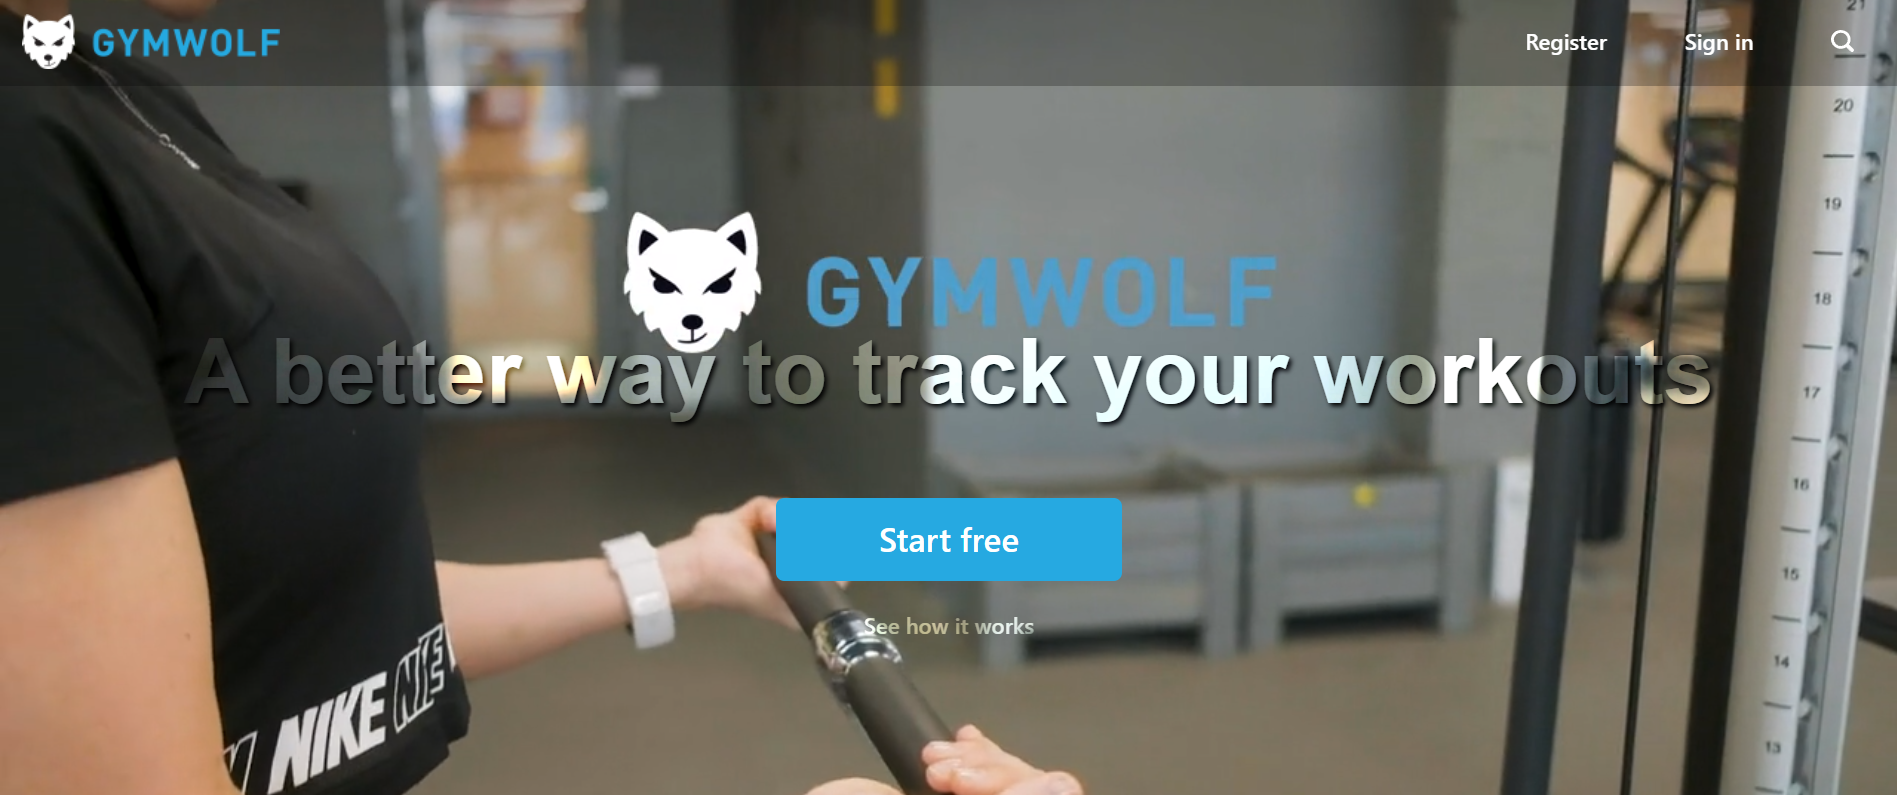 GYMWOLF
Register
Sign in
21
20
19
GYMWOLF
18
A better way to track your workouts
17
16
Start free
15
See how it works
14
NIKE NIE
13